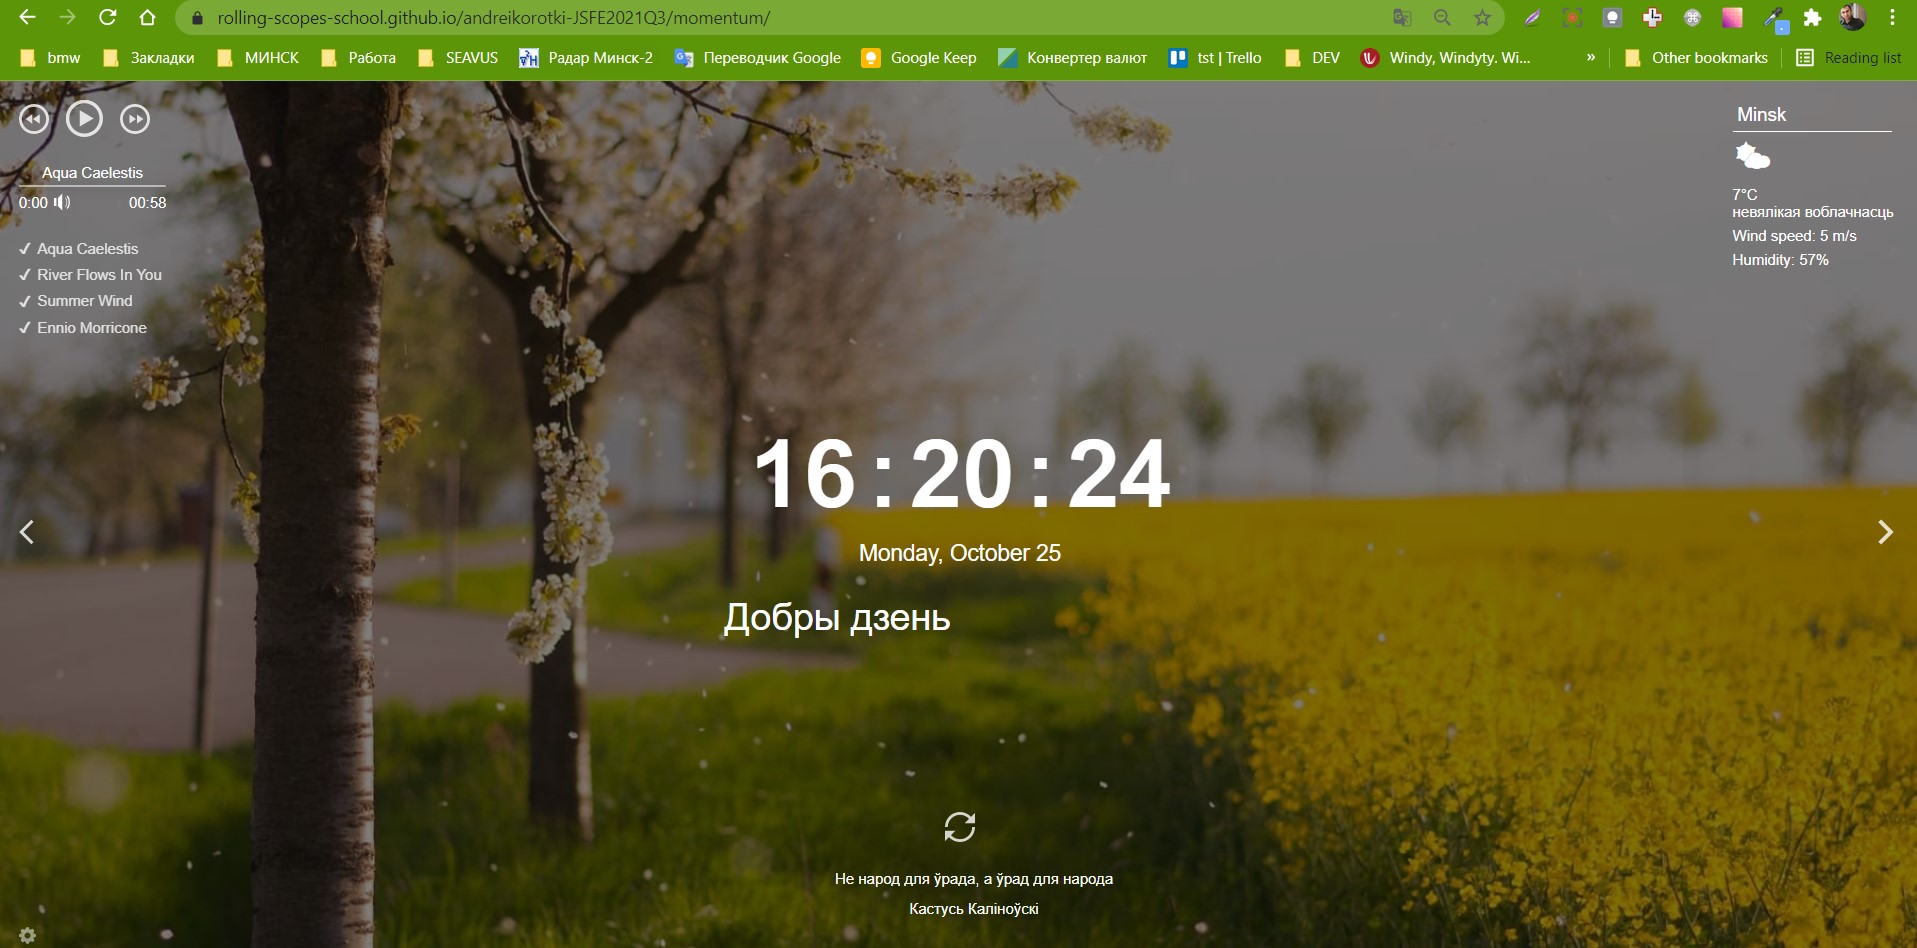 rolling-scopes-school.github.io/andreikorotki-JSFE2021Q3/momentum/
bmw Закладки МИНСК Работа SEAVUS Радар Минск-2 Переводчик Google Google Keep Конвертер валют tst | Trello DEV Windy, Windyty. Wi... » Other bookmarks Reading list
Aqua Caelestis
0:00 00:58
Aqua Caelestis
River Flows In You
Summer Wind
Ennio Morricone
Minsk
7°C
невялікая воблачнасць
Wind speed: 5 m/s
Humidity: 57%
16:20:24
Monday, October 25
Добры дзень
Не народ для ўрада, а ўрад для народа
Кастусь Каліноўскі